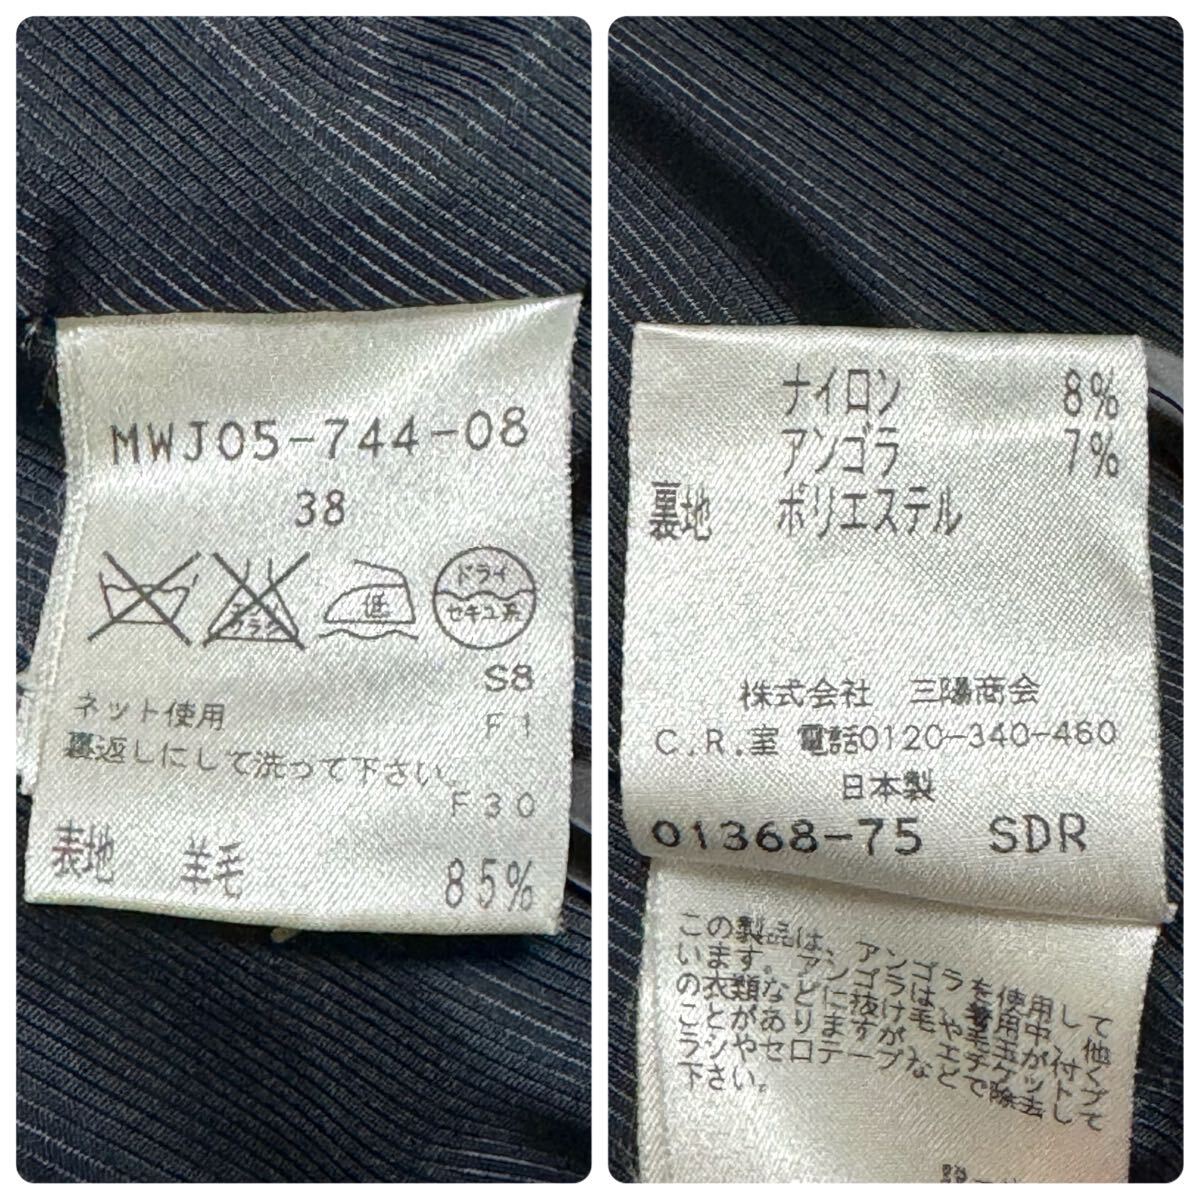 MWJ05-744-08
38
エンソ
サラシ
低
ドライ
セキユ系
S8
ネット使用
F1
裏返しにして洗って下さい。
F30
表地 羊毛 85%
ナイロン 8%
アンゴラ 7%
裏地 ポリエステル
株式会社 三陽商会
C.R.室 電話0120-340-460
日本製
01368-75 SDR
この製品は、アンゴラを使用して
います。アンゴラは毛玉が
の衣類などに抜け毛や着用中、他
ことがありますが、エチケットブ
ラシやセロテープなどで除去して
下さい。